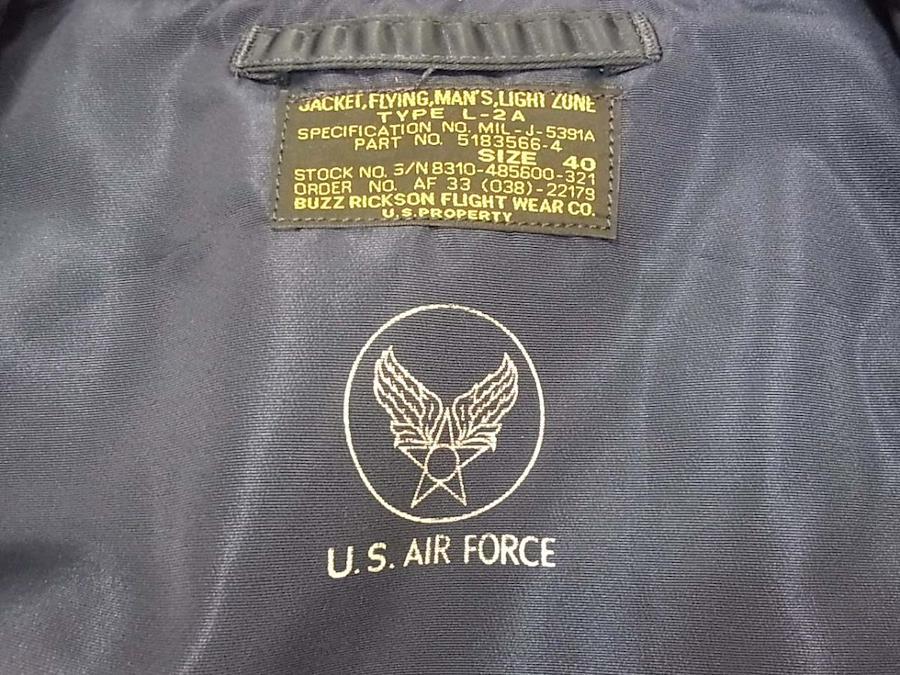 JACKET, FLYING, MAN'S, LIGHT ZONE
TYPE L-2A
SPECIFICATION NO. MIL-J-5391A
PART NO. 5183566-4
SIZE 40
STOCK NO. S/N 8310-485600-321
ORDER NO. AF 33 (038)-22179
BUZZ RICKSON FLIGHT WEAR CO.
U.S. PROPERTY
U.S. AIR FORCE